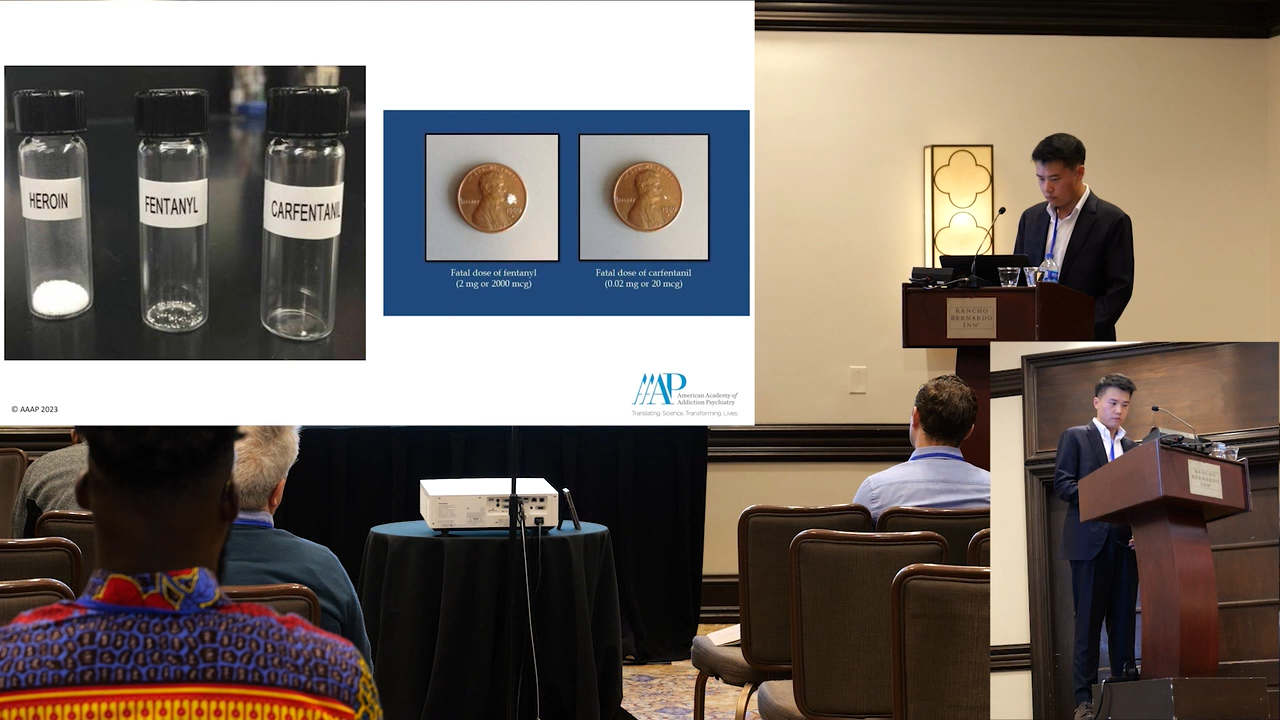 HEROIN
FENTANYL
CARFENTANIL
Fatal dose of fentanyl
(2 mg or 2000 mcg)
Fatal dose of carfentanil
(0.02 mg or 20 mcg)
© AAAP 2023
AAAP
American Academy of
Addiction Psychiatry
Translating Science. Transforming Lives.
RANCHO
BERNARDO
INN
RANCHO
BERNARDO
INN